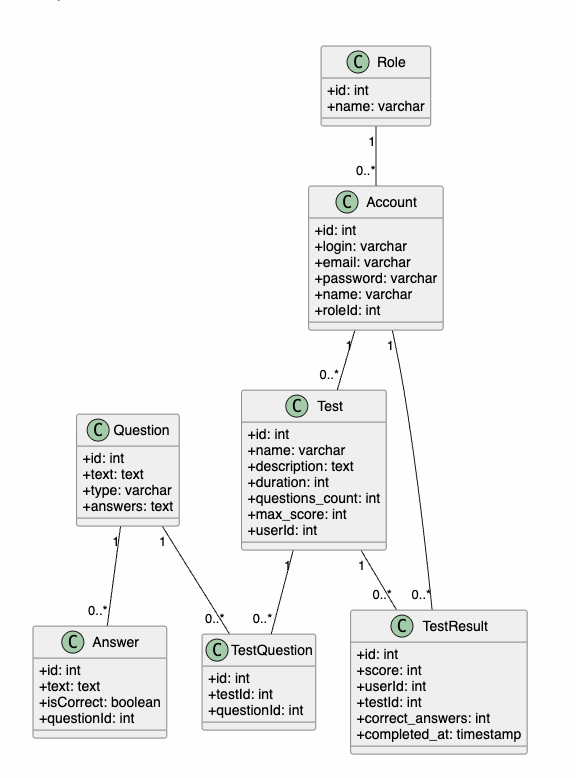 C Role
+id: int
+name: varchar
1
0..*
C Account
+id: int
+login: varchar
+email: varchar
+password: varchar
+name: varchar
+roleId: int
1
1
0..*
C Test
+id: int
+name: varchar
+description: text
+duration: int
+questions_count: int
+max_score: int
+userId: int
C Question
+id: int
+text: text
+type: varchar
+answers: text
1
1
1
1
0..*
0..*
0..*
0..*
0..*
C Answer
+id: int
+text: text
+isCorrect: boolean
+questionId: int
C TestQuestion
+id: int
+testId: int
+questionId: int
C TestResult
+id: int
+score: int
+userId: int
+testId: int
+correct_answers: int
+completed_at: timestamp